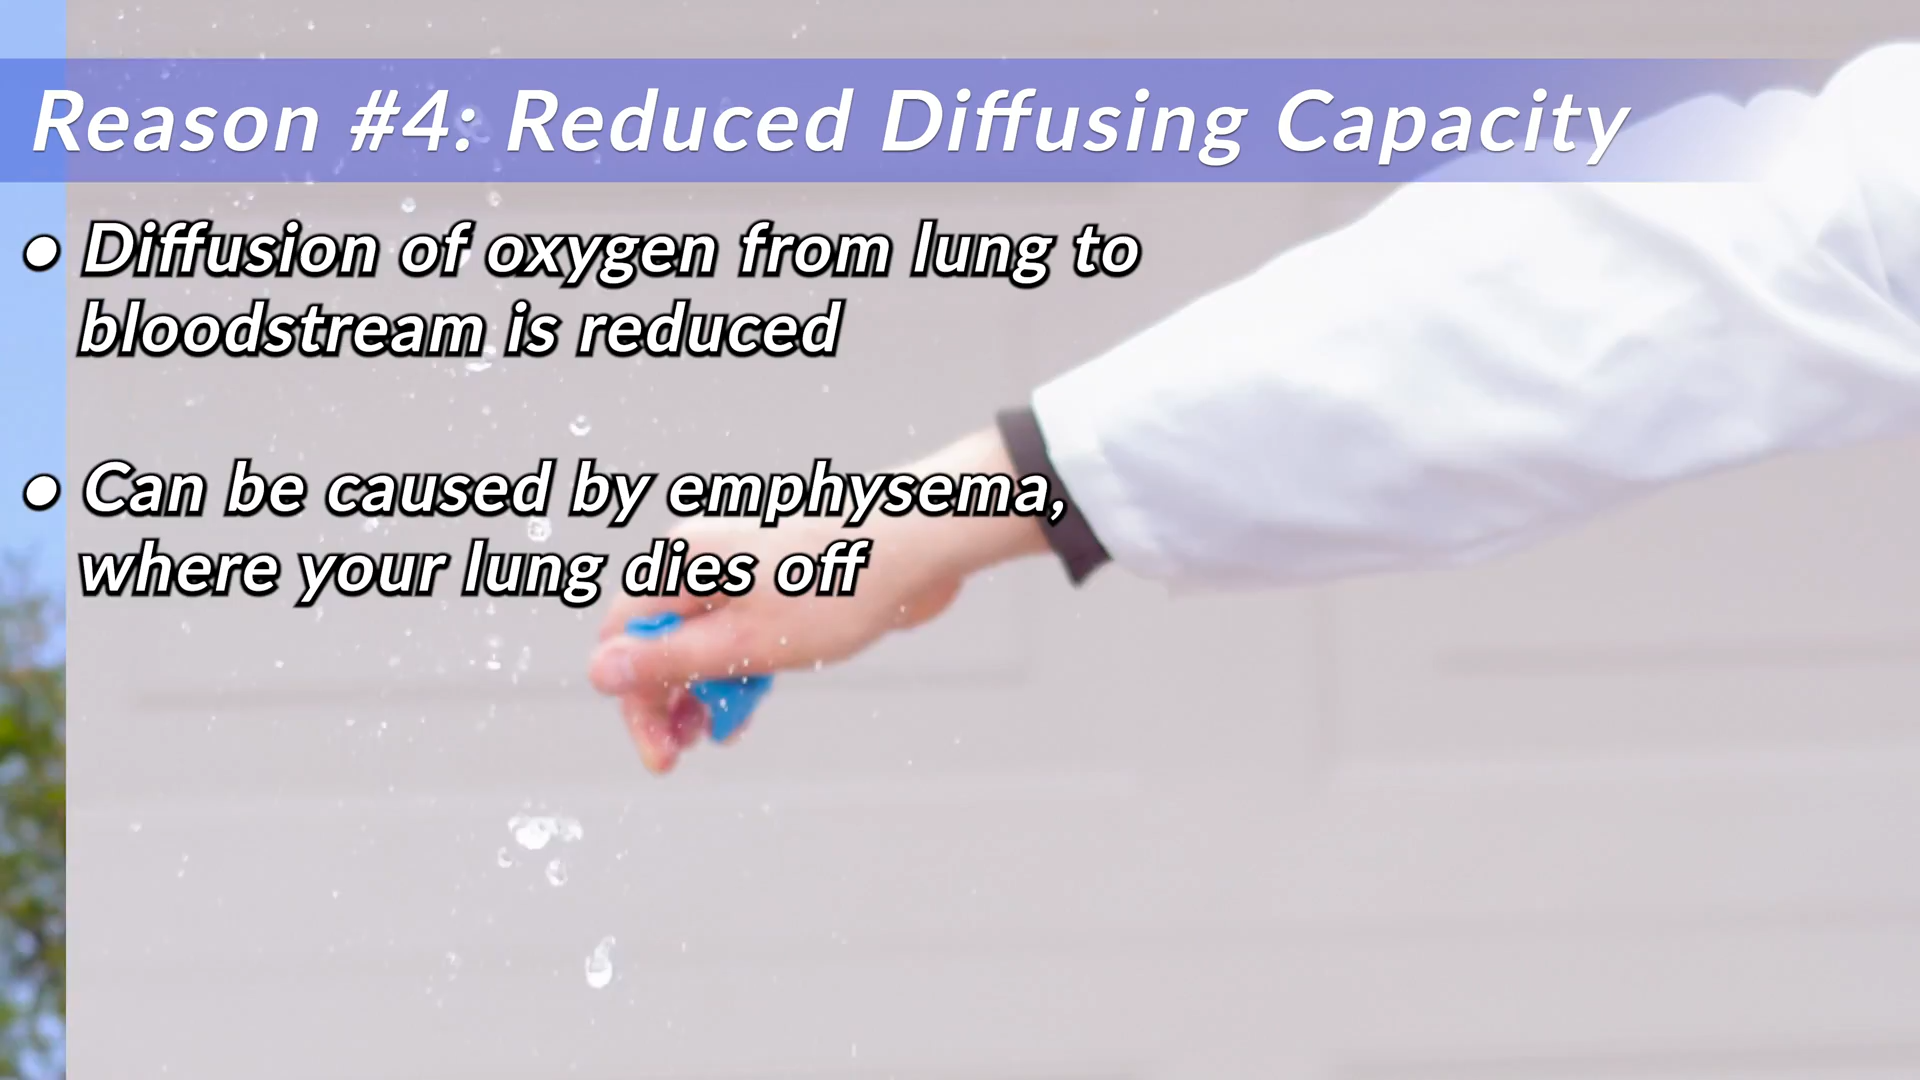 Reason #4: Reduced Diffusing Capacity
• Diffusion of oxygen from lung to
bloodstream is reduced
• Can be caused by emphysema,
where your lung dies off